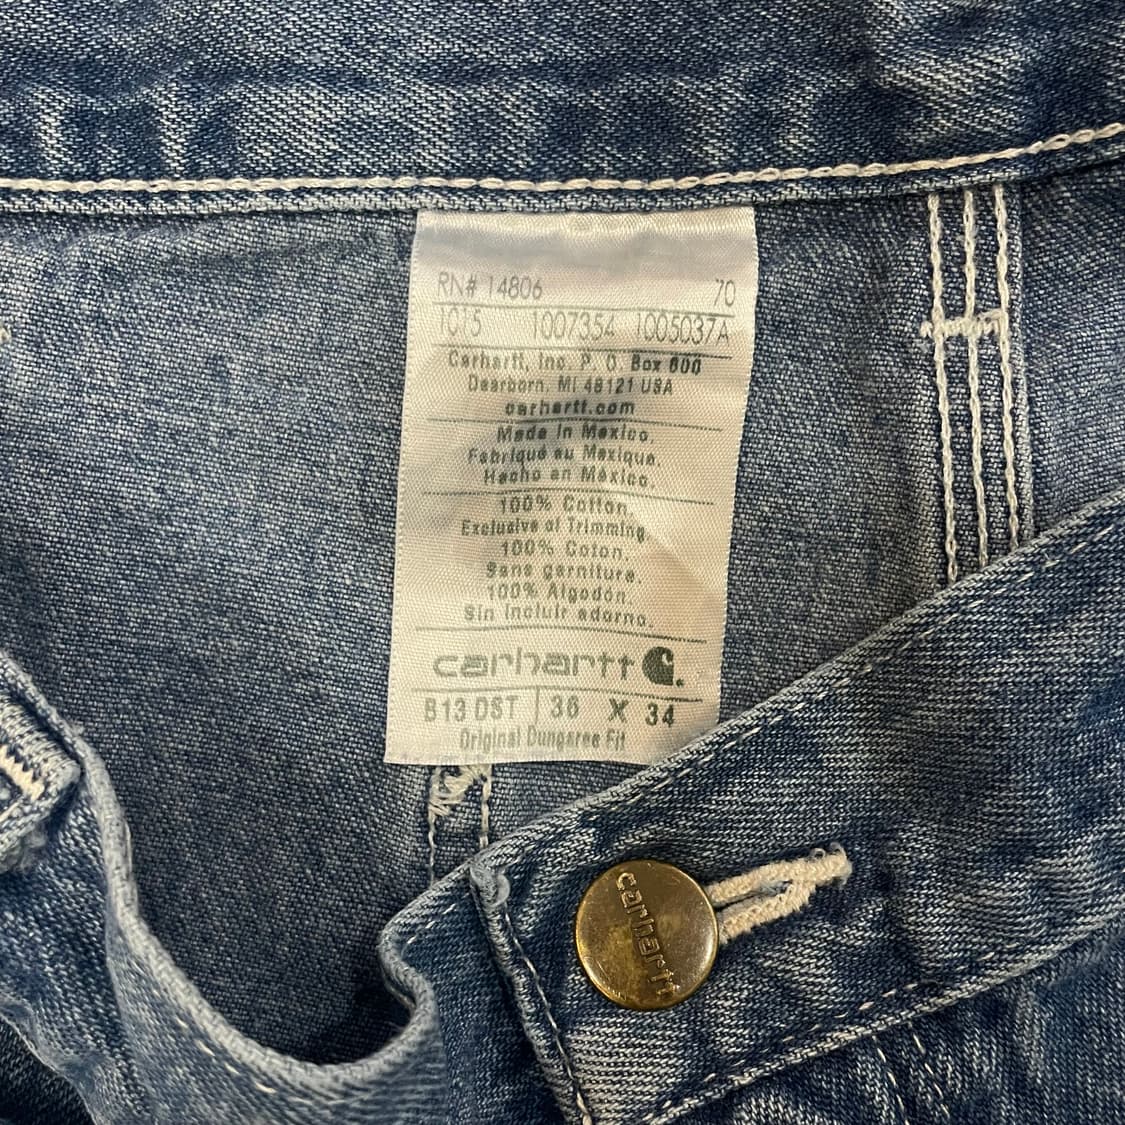 RN# 14806 70
1015 1007354 1005037A
Carhartt, Inc. P. O. Box 600
Dearborn, MI 48121 USA
carhartt.com
Made in Mexico.
Fabriqué au Mexique.
Hecho en México.
100% Cotton.
Exclusive of Trimming.
100% Coton.
Sans garniture.
100% Algodón.
Sin incluir adorno.
carhartt
B13 DST 36 X 34
Original Dungaree Fit
carhartt